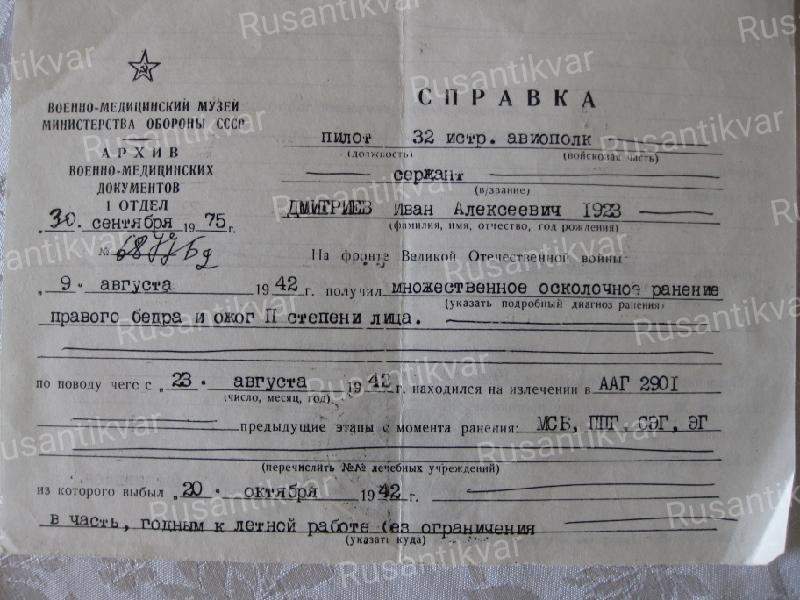 ВОЕННО-МЕДИЦИНСКИЙ МУЗЕЙ
МИНИСТЕРСТВА ОБОРОНЫ СССР
АРХИВ
ВОЕННО-МЕДИЦИНСКИХ
ДОКУМЕНТОВ
1 ОТДЕЛ
„30. сентября 1975г.
№
СПРАВКА
пилот 32 истр. авиополк
(должность) (войсковая часть)
сержант
(в/звание)
ДМИТРИЕВ Иван Алексеевич 1923
(фамилия, имя, отчество, год рождения)
На фронте Великой Отечественной войны
„9. августа 1942 г. получил множественное осколочное ранение
(указать подробный диагноз ранения)
правого бедра и ожог II степени лица.
по поводу чего с „23. августа 1942 г. находился на излечении в ААГ 2901
(число, месяц, год)
предыдущие этапы с момента ранения: МСБ, ППГ, СЭГ, ЭГ
(перечислить №№ лечебных учреждений)
из которого выбыл „20. октября 1942 г.
в часть, годным к летной работе без ограничения
(указать куда)
Rusantikvar